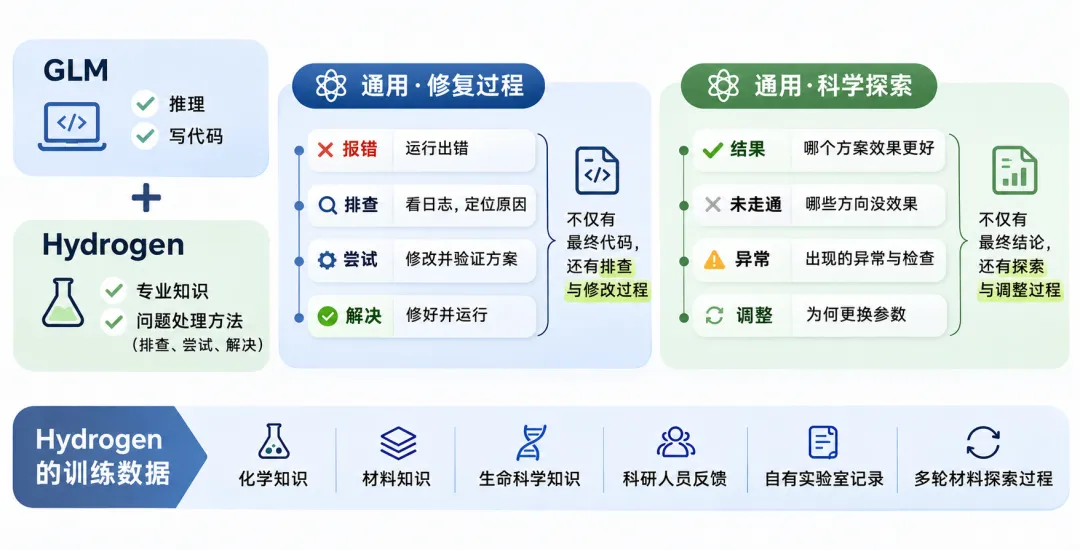 GLM
推理
写代码
Hydrogen
专业知识
问题处理方法
（排查、尝试、解决）
通用·修复过程
报错 运行出错
排查 看日志, 定位原因
尝试 修改并验证方案
解决 修好并运行
不仅有
最终代码,
还有排查
与修改过程
通用·科学探索
结果 哪个方案效果更好
未走通 哪些方向没效果
异常 出现的异常与检查
调整 为何更换参数
不仅有
最终结论,
还有探索
与调整过程
Hydrogen
的训练数据
化学知识
材料知识
生命科学知识
科研人员反馈
自有实验室记录
多轮材料探索过程